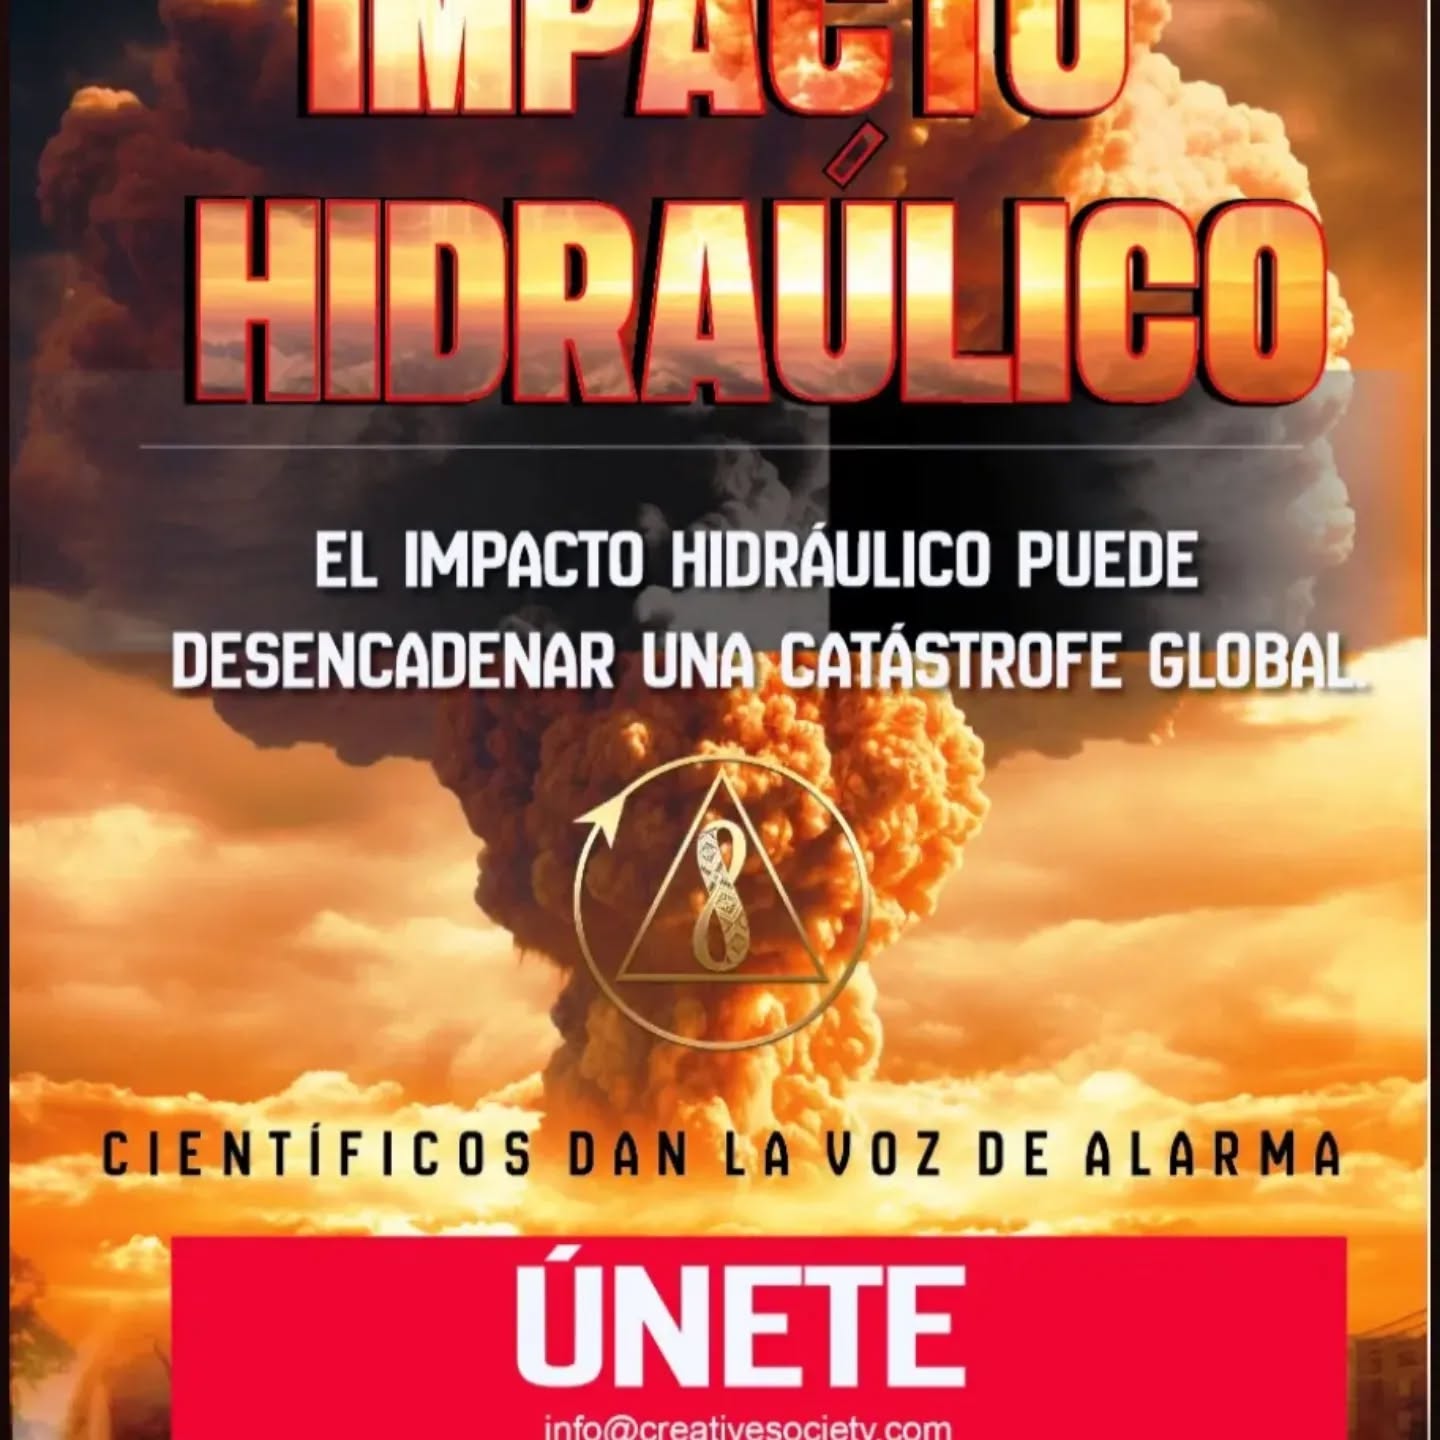 IMPACTO
HIDRAÚLICO
EL IMPACTO HIDRÁULICO PUEDE
DESENCADENAR UNA CATÁSTROFE GLOBAL.
CIENTÍFICOS DAN LA VOZ DE ALARMA
ÚNETE
info@creativesociety.com